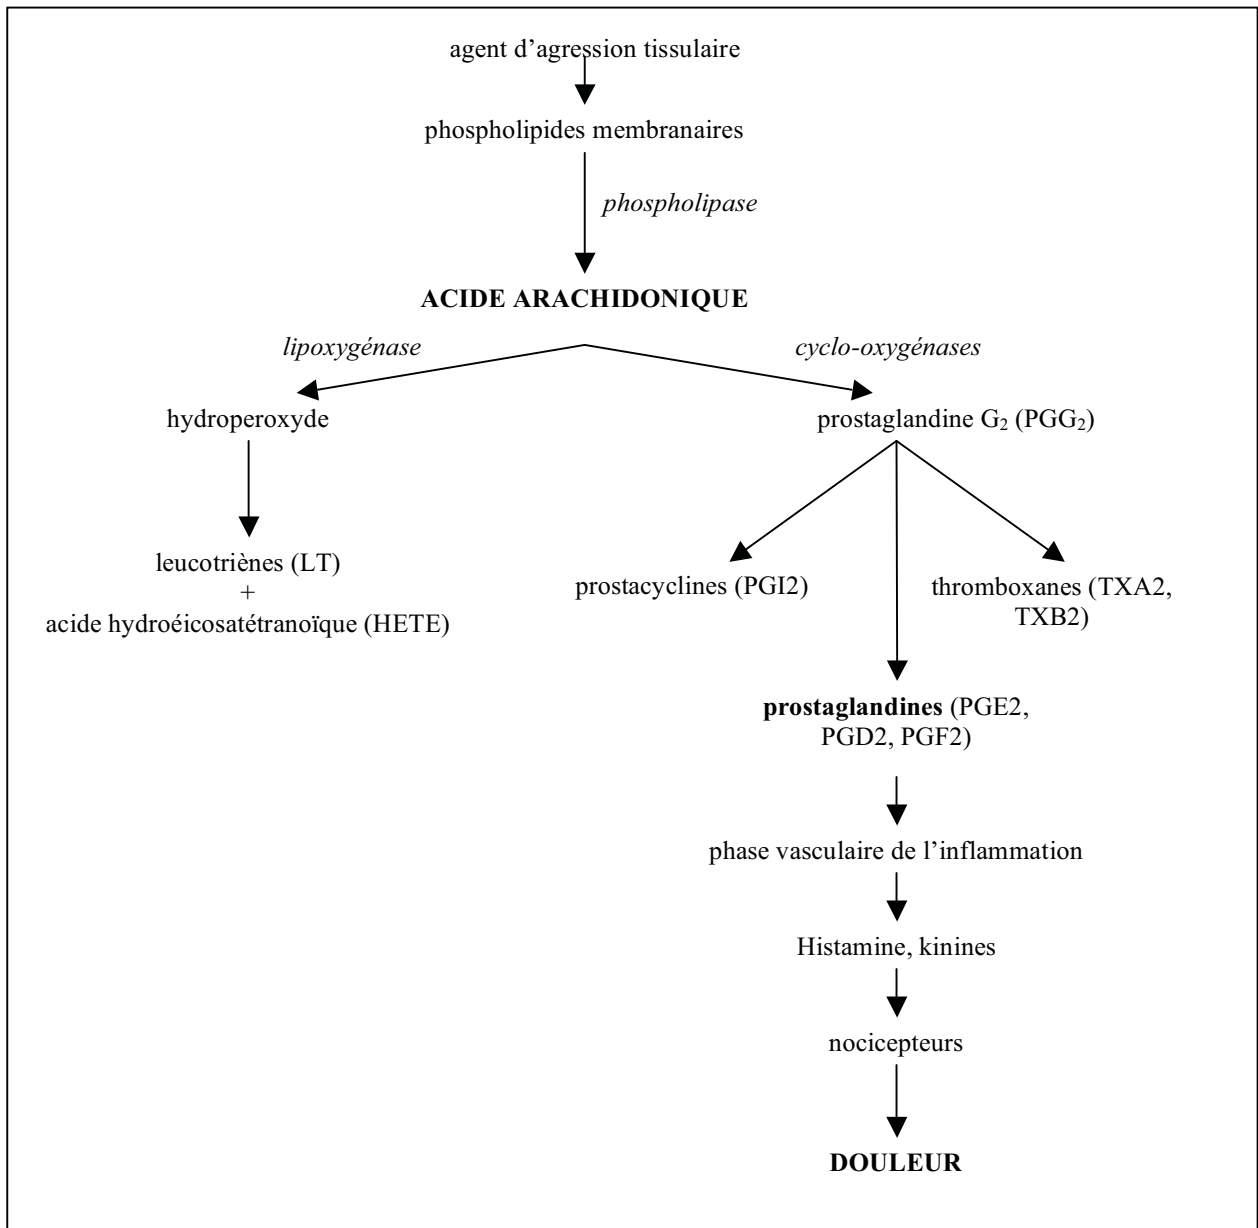 agent d’agression tissulaire
phospholipides membranaires
phospholipase
ACIDE ARACHIDONIQUE
lipoxygénase
cyclo-oxygénases
hydroperoxyde
prostaglandine G₂ (PGG₂)
leucotriènes (LT)
+
acide hydroéicosatétranoïque (HETE)
prostacyclines (PGI2)
thromboxanes (TXA2,
TXB2)
prostaglandines (PGE2,
PGD2, PGF2)
phase vasculaire de l’inflammation
Histamine, kinines
nocicepteurs
DOULEUR